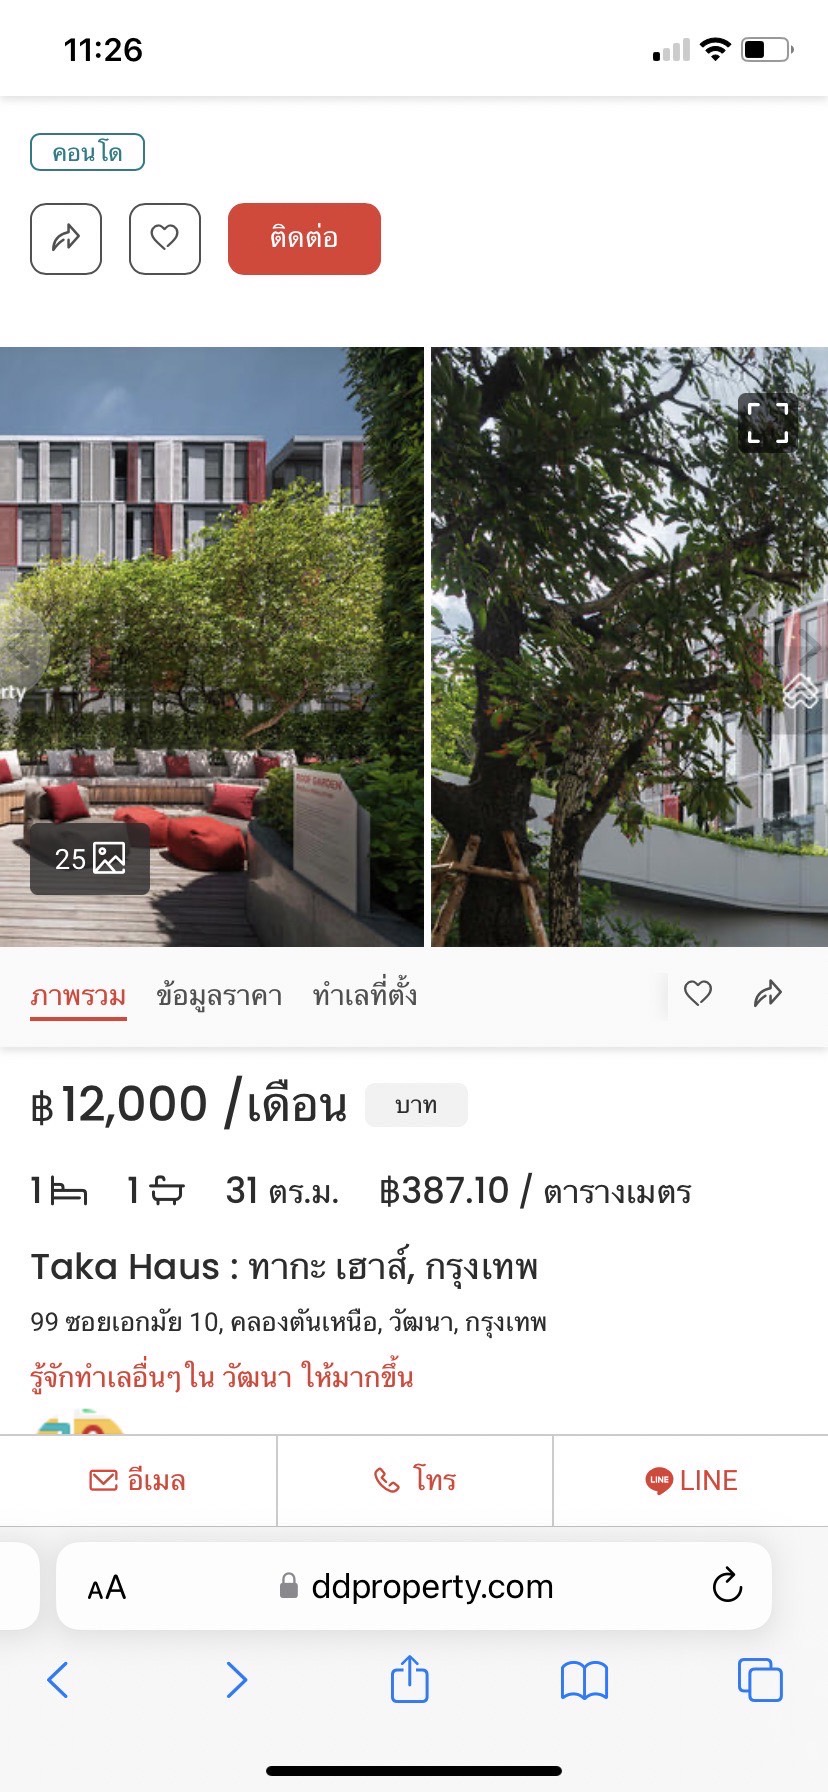 11:26
คอนโด
ติดต่อ
rty
ROOF GARDEN
25
ภาพรวม ข้อมูลราคา ทำเลที่ตั้ง
฿12,000 /เดือน บาท
1 1 31 ตร.ม. ฿387.10 / ตารางเมตร
Taka Haus : ทากะ เฮาส์, กรุงเทพ
99 ซอยเอกมัย 10, คลองตันเหนือ, วัฒนา, กรุงเทพ
รู้จักทำเลอื่นๆ ใน วัฒนา ให้มากขึ้น
อีเมล โทร LINE LINE
AA ddproperty.com